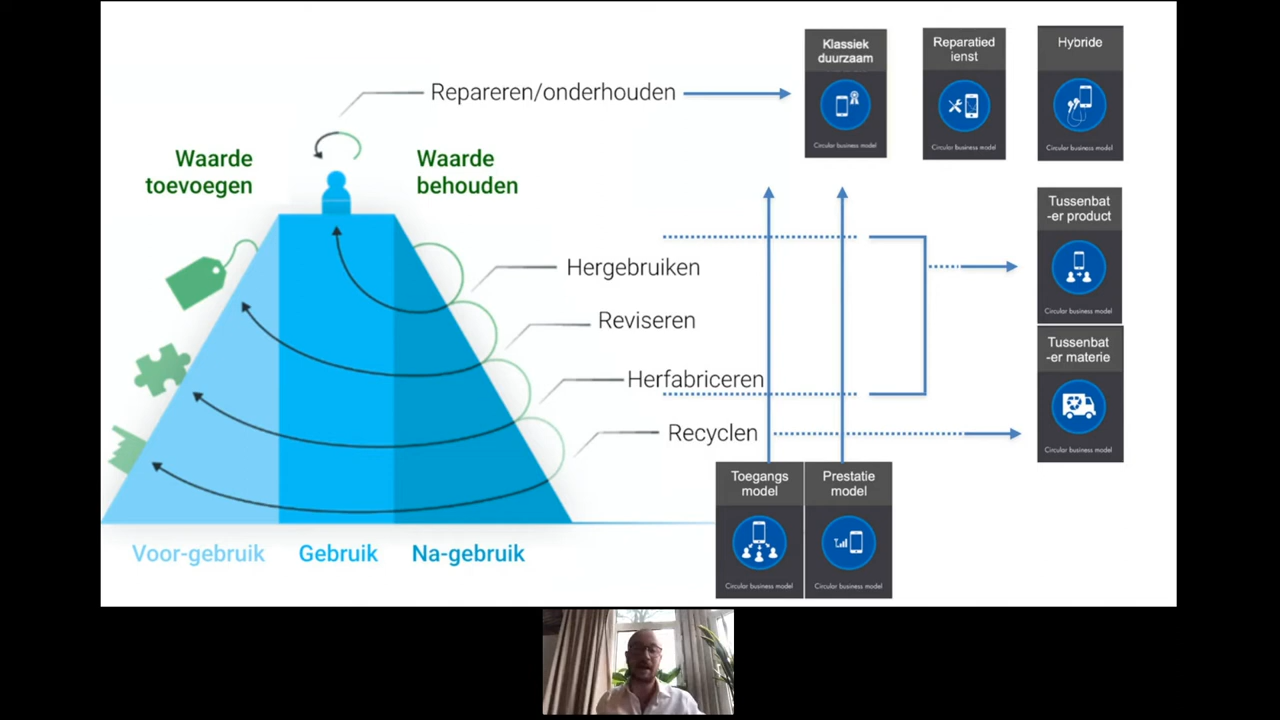 Klassiek
duurzaam
Circular business model
Reparatied
ienst
Circular business model
Hybride
Circular business model
Repareren/onderhouden
Waarde
toevoegen
Waarde
behouden
Tussenbat
-er product
Circular business model
Hergebruiken
Reviseren
Tussenbat
-er materie
Circular business model
Herfabriceren
Recyclen
Toegangs
model
Circular business model
Prestatie
model
Circular business model
Voor-gebruik
Gebruik
Na-gebruik